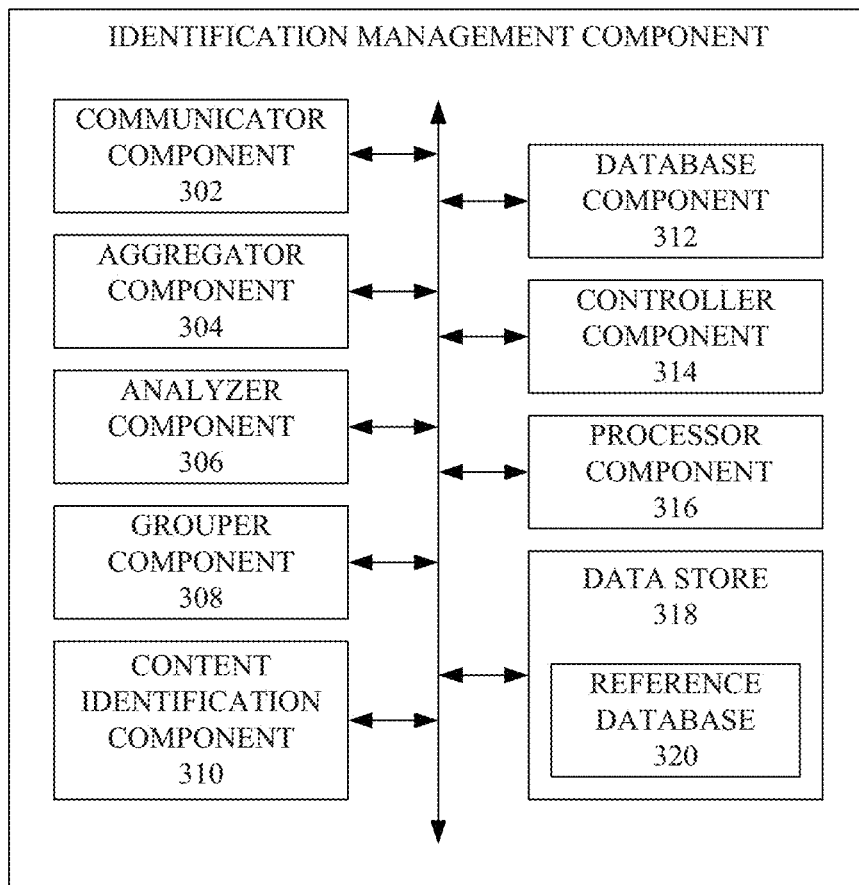 IDENTIFICATION MANAGEMENT COMPONENT
COMMUNICATOR
COMPONENT
302
AGGREGATOR
COMPONENT
304
ANALYZER
COMPONENT
306
GROUPER
COMPONENT
308
CONTENT
IDENTIFICATION
COMPONENT
310
DATABASE
COMPONENT
312
CONTROLLER
COMPONENT
314
PROCESSOR
COMPONENT
316
DATA STORE
318
REFERENCE
DATABASE
320